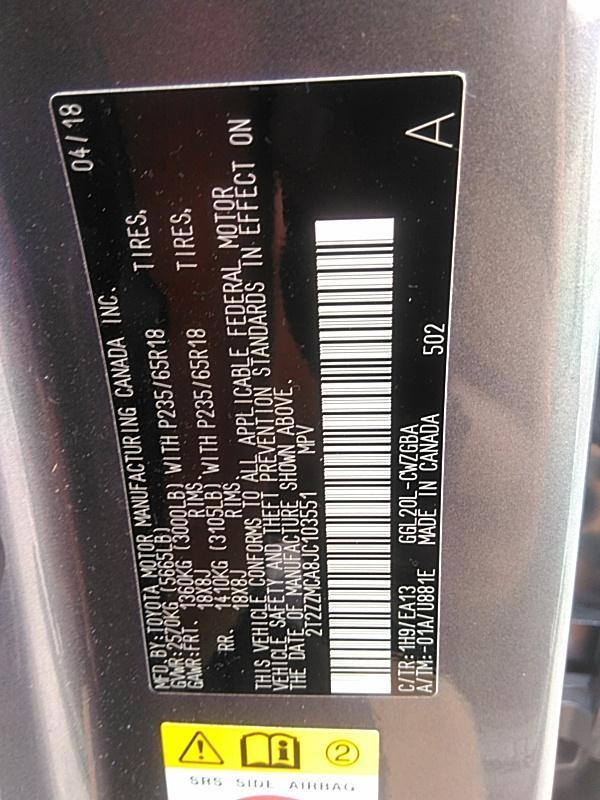 MFD.BY:TOYOTA MOTOR MANUFACTURING CANADA INC. 04/18
GVWR:2570KG (5665LB)
GAWR:FRT. 1360KG (3000LB) WITH P235/65R18 TIRES,
18X8J RIMS.
RR. 1410KG (3105LB) WITH P235/65R18 TIRES,
18X8J RIMS.
THIS VEHICLE CONFORMS TO ALL APPLICABLE FEDERAL MOTOR
VEHICLE SAFETY AND THEFT PREVENTION STANDARDS IN EFFECT ON
THE DATE OF MANUFACTURE SHOWN ABOVE.
2T2ZZMCA8JC103551 MPV
C/TR:1H9/EA13 GGL20L-CWZGBA
A/TM:-01A/U881E MADE IN CANADA 502 A
2
SRS SIDE AIRBAG